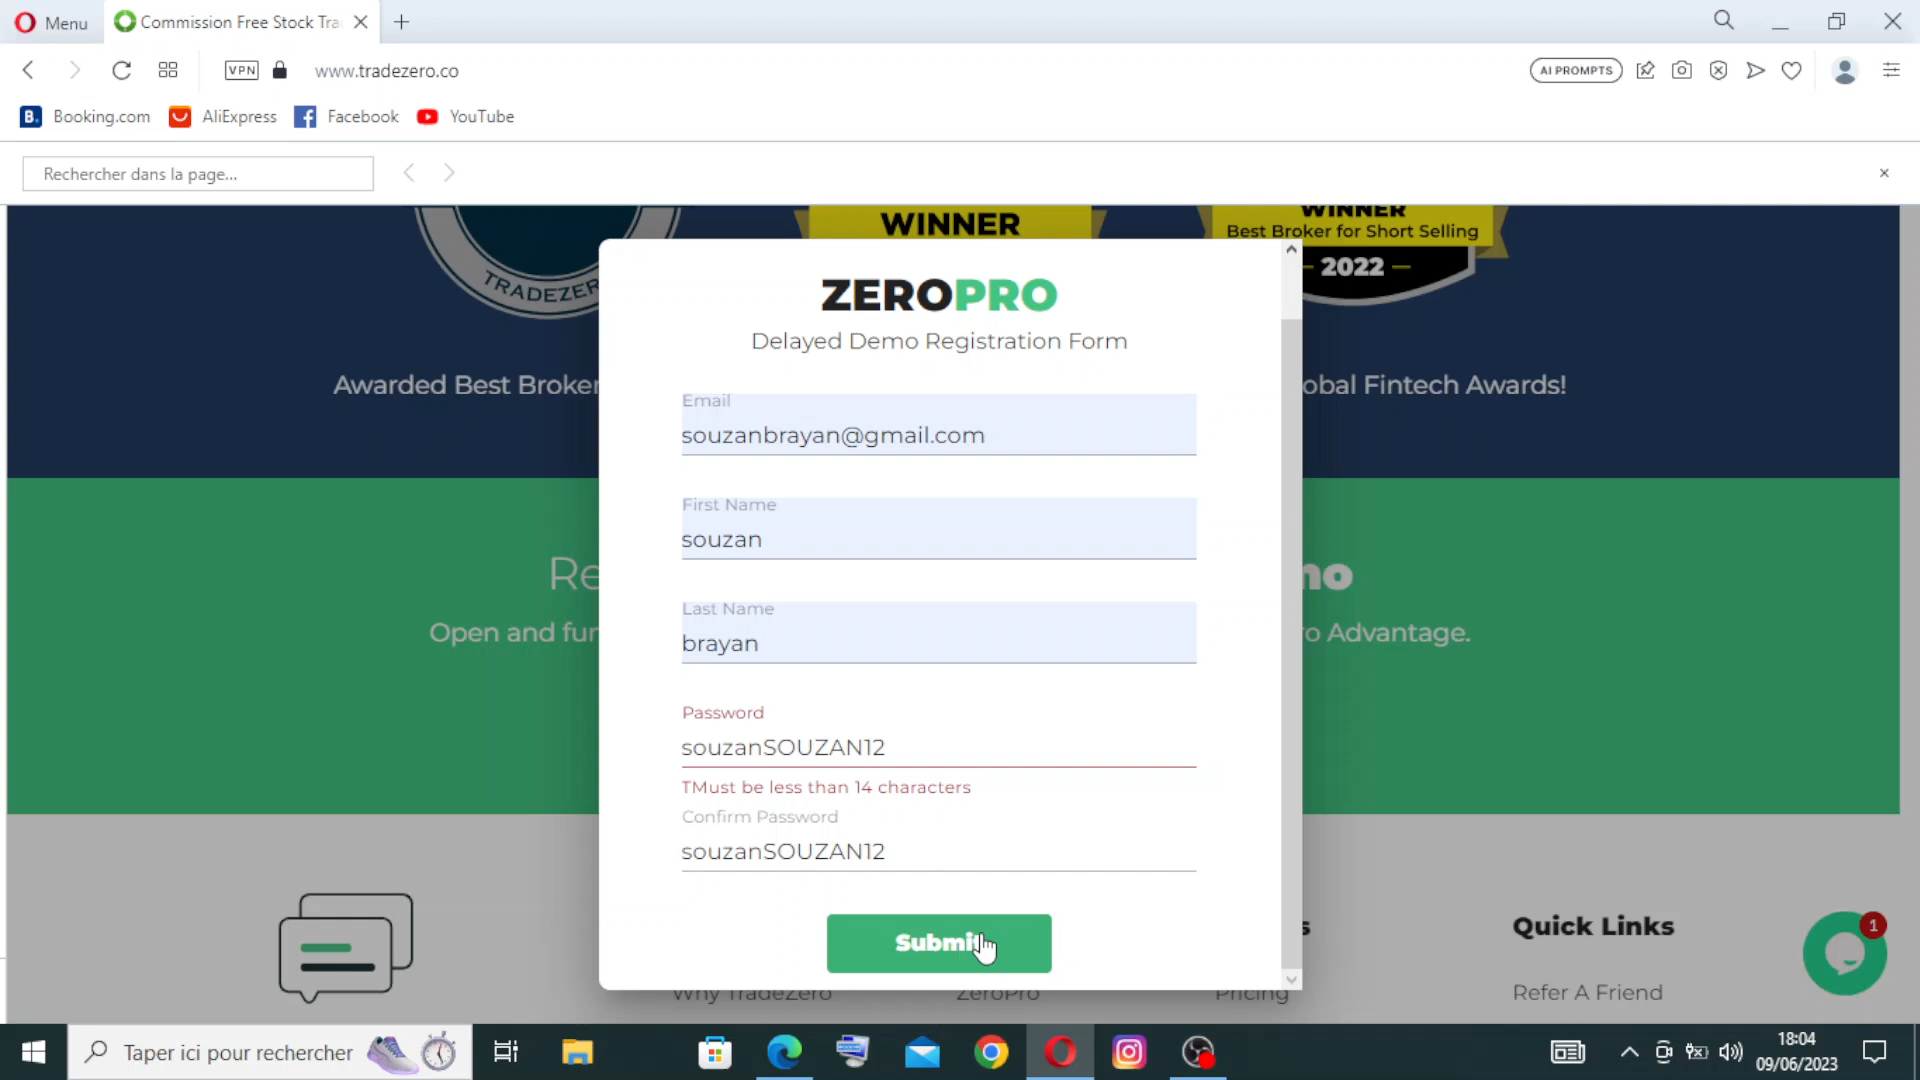 Menu
Commission Free Stock Tra
VPN
www.tradezero.co
AI PROMPTS
B.
Booking.com
AliExpress
Facebook
YouTube
Rechercher dans la page...
TRADEZER
WINNER
WINNER
Best Broker for Short Selling
2022
ZEROPRO
Delayed Demo Registration Form
Awarded Best Broker
obal Fintech Awards!
Email
souzanbrayan@gmail.com
First Name
souzan
Re
mo
Last Name
Open and fun
ro Advantage.
brayan
Password
souzanSOUZAN12
TMust be less than 14 characters
Confirm Password
souzanSOUZAN12
Submit
s
Quick Links
1
Why TradeZero
ZeroPro
Pricing
Refer A Friend
Taper ici pour rechercher
18:04
09/06/2023